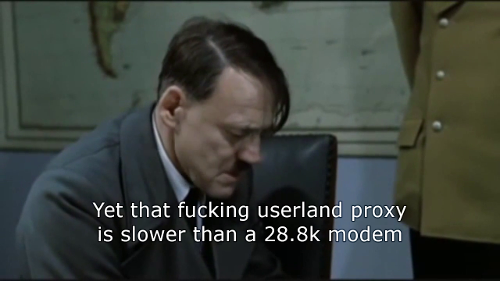 Yet that fucking userland proxy
is slower than a 28.8k modem